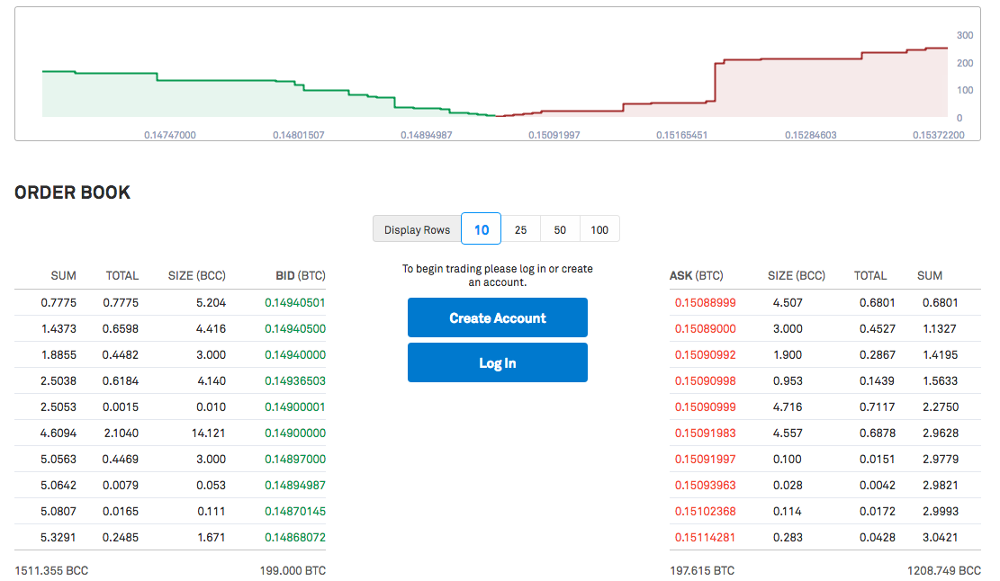 300
200
100
0
0.14747000 0.14801507 0.14894987 0.15091997 0.15165451 0.15284603 0.15372200
ORDER BOOK
Display Rows 10 25 50 100
To begin trading please log in or create
an account.
Create Account
Log In
SUM TOTAL SIZE (BCC) BID (BTC)
0.7775 0.7775 5.204 0.14940501
1.4373 0.6598 4.416 0.14940500
1.8855 0.4482 3.000 0.14940000
2.5038 0.6184 4.140 0.14936503
2.5053 0.0015 0.010 0.14900001
4.6094 2.1040 14.121 0.14900000
5.0563 0.4469 3.000 0.14897000
5.0642 0.0079 0.053 0.14894987
5.0807 0.0165 0.111 0.14870145
5.3291 0.2485 1.671 0.14868072
1511.355 BCC 199.000 BTC
ASK (BTC) SIZE (BCC) TOTAL SUM
0.15088999 4.507 0.6801 0.6801
0.15089000 3.000 0.4527 1.1327
0.15090992 1.900 0.2867 1.4195
0.15090998 0.953 0.1439 1.5633
0.15090999 4.716 0.7117 2.2750
0.15091983 4.557 0.6878 2.9628
0.15091997 0.100 0.0151 2.9779
0.15093963 0.028 0.0042 2.9821
0.15102368 0.114 0.0172 2.9993
0.15114281 0.283 0.0428 3.0421
197.615 BTC 1208.749 BCC